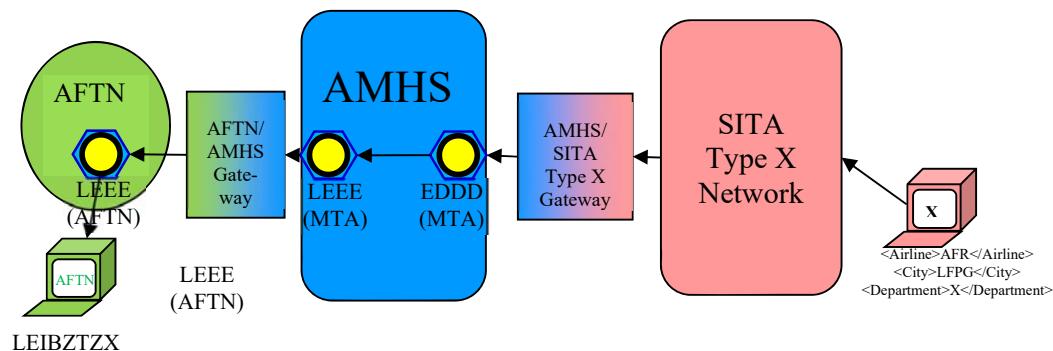 AFTN
LEEE
(AFTN)
AFTN
LEIBZTZX
AFTN/
AMHS
Gate-
way
LEEE
(AFTN)
AMHS
LEEE
(MTA)
EDDD
(MTA)
AMHS/
SITA
Type X
Gateway
SITA
Type X
Network
X
<Airline>AFR</Airline>
<City>LFPG</City>
<Department>X</Department>